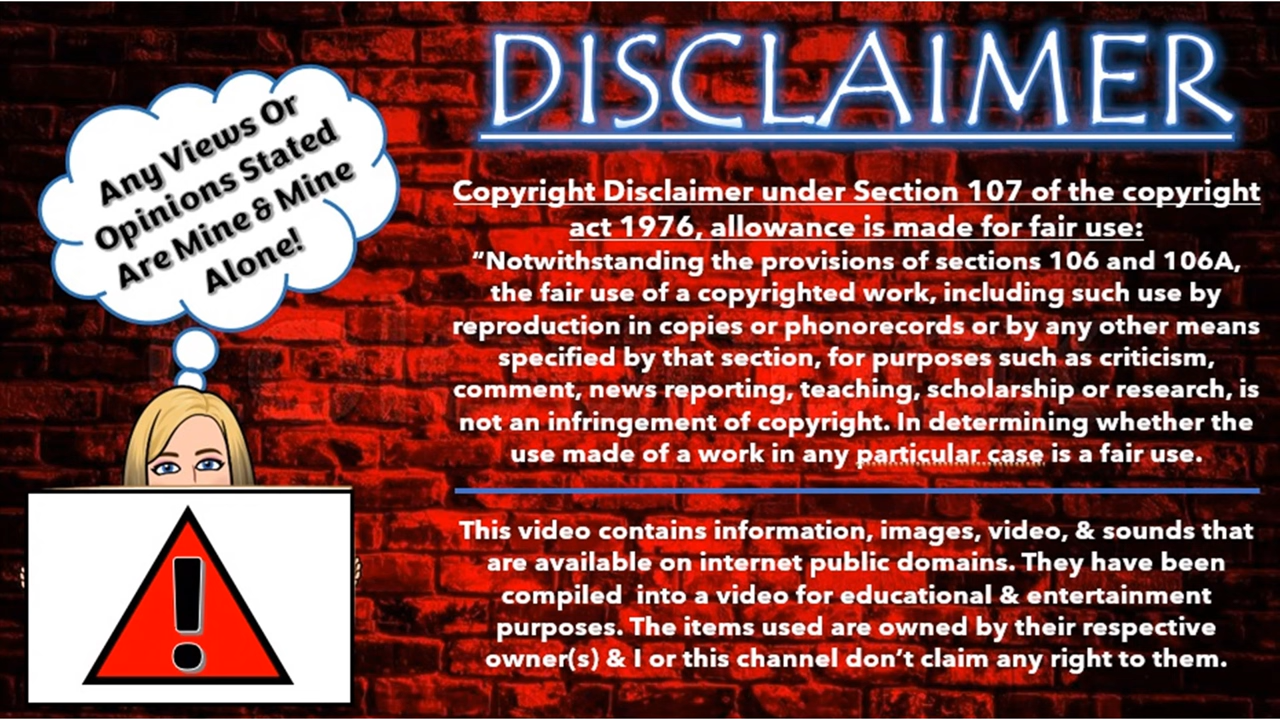 DISCLAIMER
Any Views Or
Opinions Stated
Are Mine & Mine
Alone!
Copyright Disclaimer under Section 107 of the copyright
act 1976, allowance is made for fair use:
“Notwithstanding the provisions of sections 106 and 106A,
the fair use of a copyrighted work, including such use by
reproduction in copies or phonorecords or by any other means
specified by that section, for purposes such as criticism,
comment, news reporting, teaching, scholarship or research, is
not an infringement of copyright. In determining whether the
use made of a work in any particular case is a fair use.
This video contains information, images, video, & sounds that
are available on internet public domains. They have been
compiled  into a video for educational & entertainment
purposes. The items used are owned by their respective
owner(s) & I or this channel don’t claim any right to them.
!